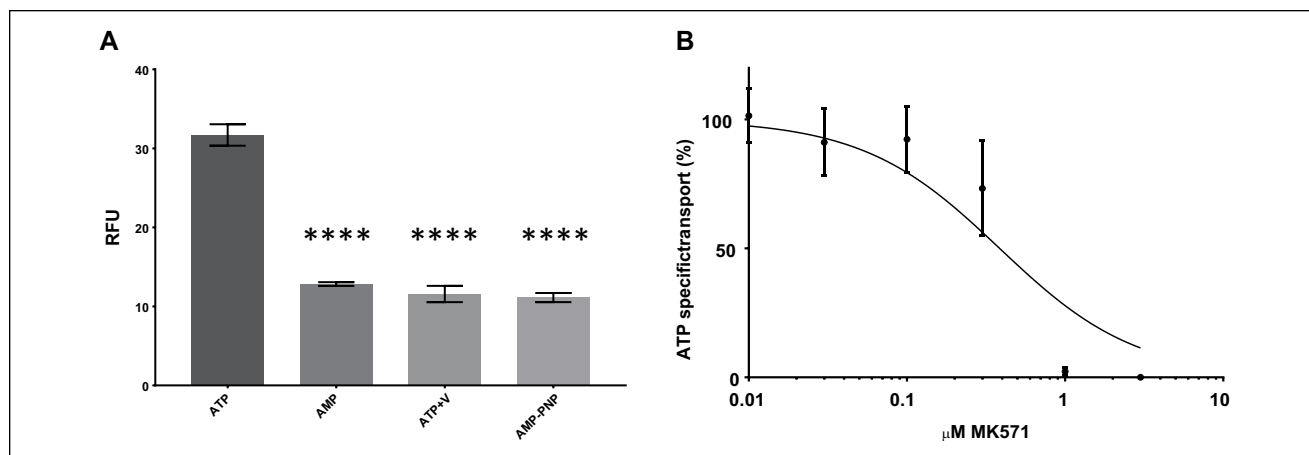 A
RFU
40
30
20
10
0
**** **** ****
ATP AMP ATP+V AMP-PNP
B
ATP specifictransport (%)
100
50
0
0.01 0.1 1 10
μM MK571